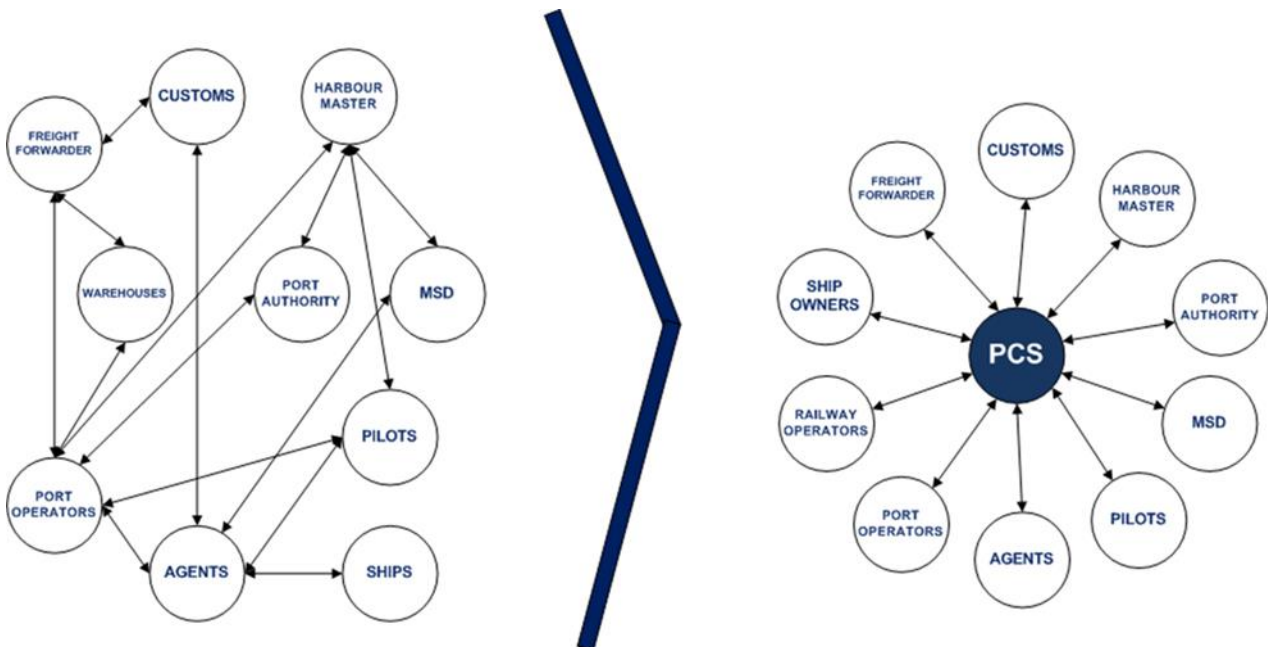 CUSTOMS
HARBOUR
MASTER
FREIGHT
FORWARDER
WAREHOUSES
PORT
AUTHORITY
MSD
PILOTS
PORT
OPERATORS
AGENTS
SHIPS
CUSTOMS
FREIGHT
FORWARDER
HARBOUR
MASTER
SHIP
OWNERS
PORT
AUTHORITY
PCS
RAILWAY
OPERATORS
MSD
PORT
OPERATORS
PILOTS
AGENTS